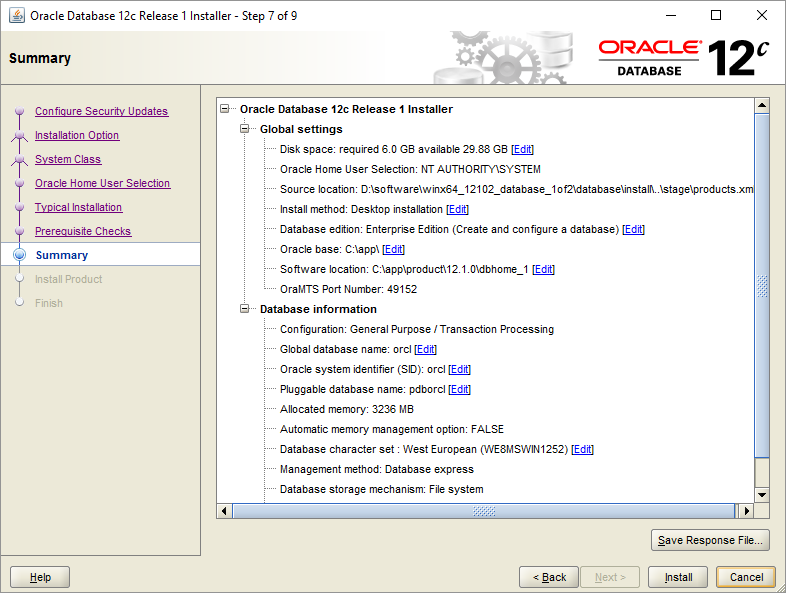 Oracle Database 12c Release 1 Installer - Step 7 of 9
Summary
ORACLE®
DATABASE
12c
Configure Security Updates
Installation Option
System Class
Oracle Home User Selection
Typical Installation
Prerequisite Checks
Summary
Install Product
Finish
Oracle Database 12c Release 1 Installer
Global settings
Disk space: required 6.0 GB available 29.88 GB [Edit]
Oracle Home User Selection: NT AUTHORITY\SYSTEM
Source location: D:\software\winx64_12102_database_1of2\database\install\..\stage\products.xm
Install method: Desktop installation [Edit]
Database edition: Enterprise Edition (Create and configure a database) [Edit]
Oracle base: C:\app\ [Edit]
Software location: C:\app\product\12.1.0\dbhome_1 [Edit]
OraMTS Port Number: 49152
Database information
Configuration: General Purpose / Transaction Processing
Global database name: orcl [Edit]
Oracle system identifier (SID): orcl [Edit]
Pluggable database name: pdborcl [Edit]
Allocated memory: 3236 MB
Automatic memory management option: FALSE
Database character set : West European (WE8MSWIN1252) [Edit]
Management method: Database express
Database storage mechanism: File system
Save Response File...
Help
< Back
Next >
Install
Cancel